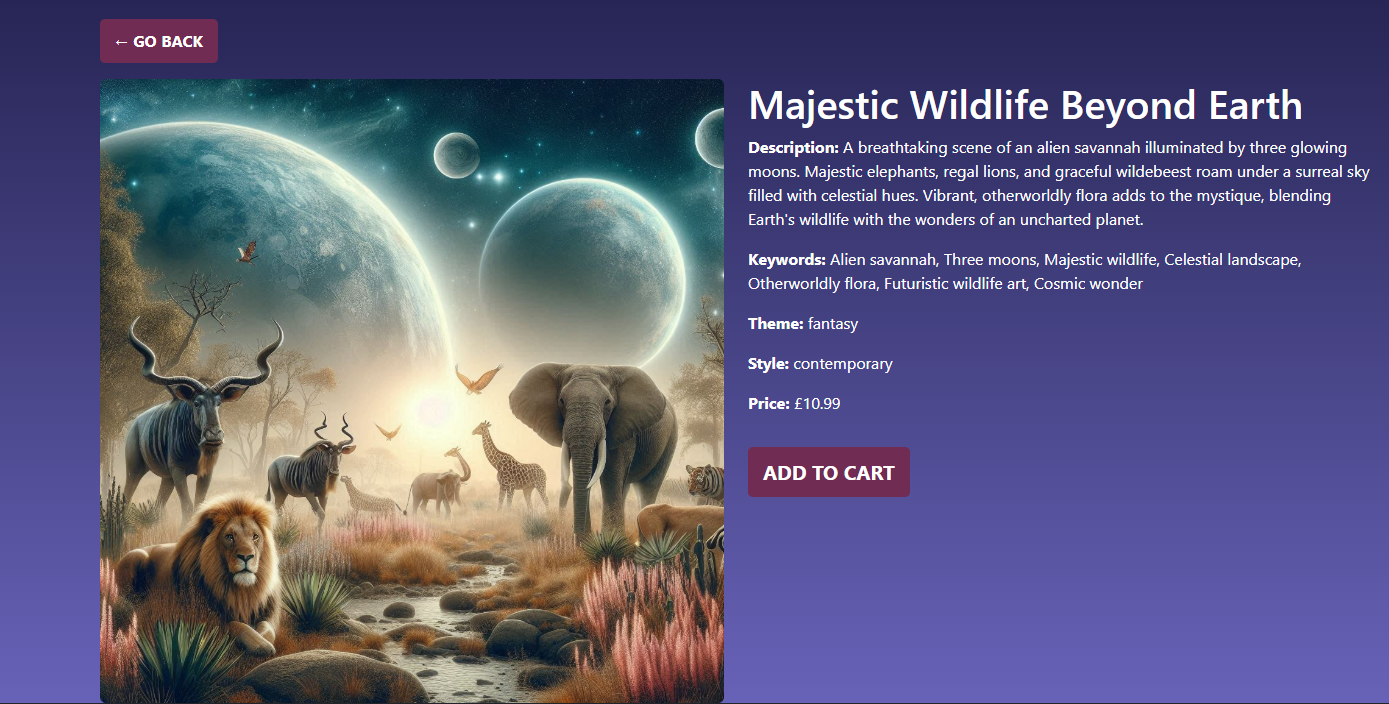 ← GO BACK
Majestic Wildlife Beyond Earth
Description: A breathtaking scene of an alien savannah illuminated by three glowing
moons. Majestic elephants, regal lions, and graceful wildebeest roam under a surreal sky
filled with celestial hues. Vibrant, otherworldly flora adds to the mystique, blending
Earth's wildlife with the wonders of an uncharted planet.
Keywords: Alien savannah, Three moons, Majestic wildlife, Celestial landscape,
Otherworldly flora, Futuristic wildlife art, Cosmic wonder
Theme: fantasy
Style: contemporary
Price: £10.99
ADD TO CART